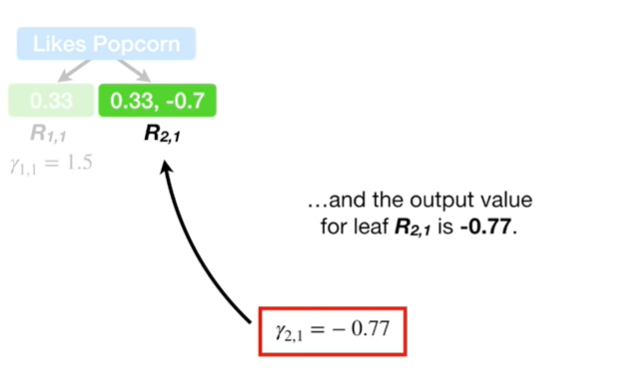 Likes Popcorn
0.33 0.33, -0.7
R1,1 R2,1
γ1,1 = 1.5
…and the output value
for leaf R2,1 is -0.77.
γ2,1 = − 0.77